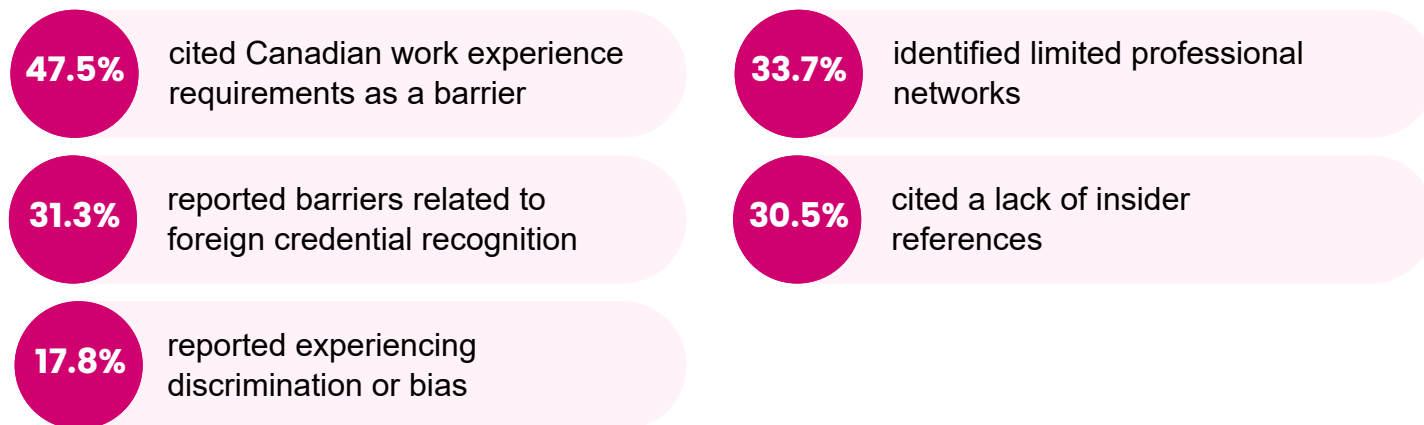 47.5%
cited Canadian work experience
requirements as a barrier
33.7%
identified limited professional
networks
31.3%
reported barriers related to
foreign credential recognition
30.5%
cited a lack of insider
references
17.8%
reported experiencing
discrimination or bias